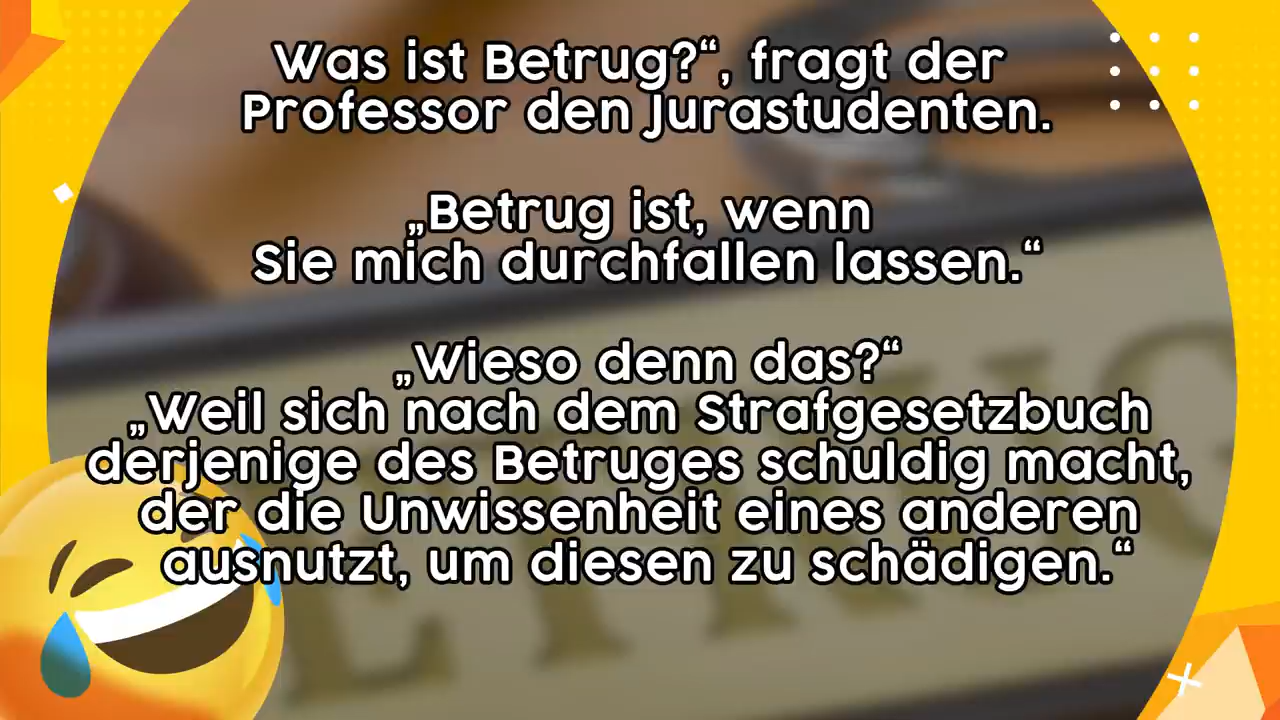 Was ist Betrug?“, fragt der
Professor den Jurastudenten.
„Betrug ist, wenn
Sie mich durchfallen lassen.“
„Wieso denn das?“
„Weil sich nach dem Strafgesetzbuch
derjenige des Betruges schuldig macht,
der die Unwissenheit eines anderen
ausnutzt, um diesen zu schädigen.“